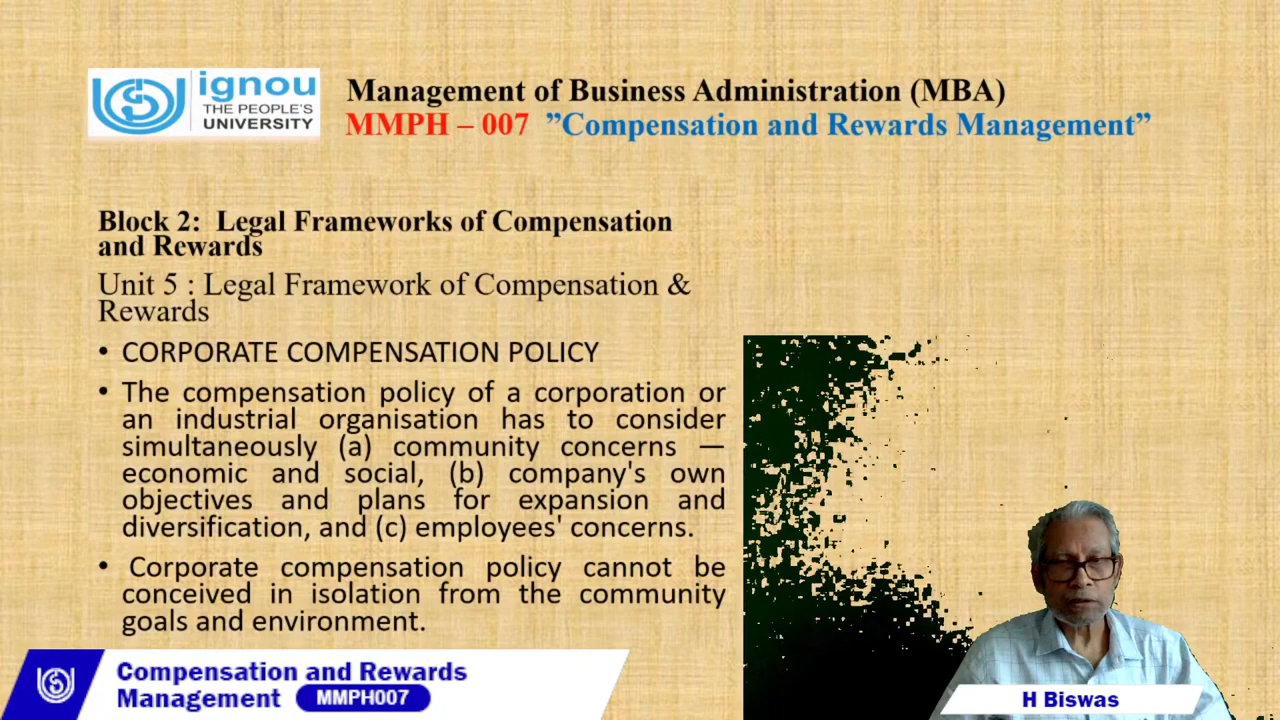 ignou
THE PEOPLE'S
UNIVERSITY
Management of Business Administration (MBA)
MMPH – 007 ”Compensation and Rewards Management”
Block 2: Legal Frameworks of Compensation
and Rewards
Unit 5 : Legal Framework of Compensation &
Rewards
• CORPORATE COMPENSATION POLICY
• The compensation policy of a corporation or
an industrial organisation has to consider
simultaneously (a) community concerns —
economic and social, (b) company's own
objectives and plans for expansion and
diversification, and (c) employees' concerns.
• Corporate compensation policy cannot be
conceived in isolation from the community
goals and environment.
Compensation and Rewards
Management MMPH007
H Biswas